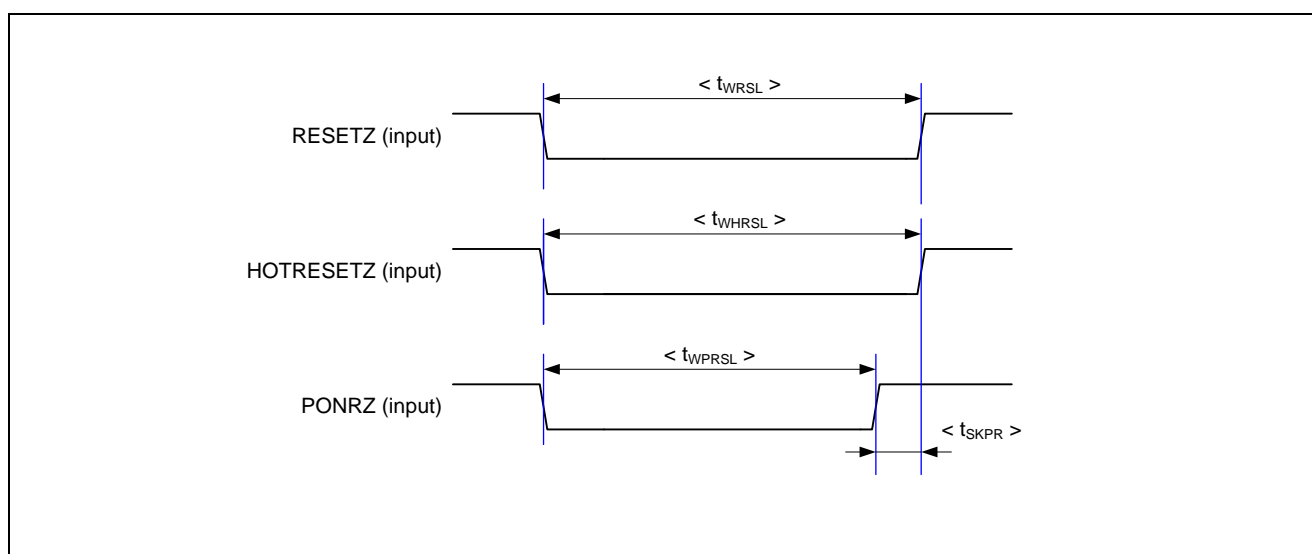 < tWRSL >
RESETZ (input)
< tWHRSL >
HOTRESETZ (input)
< tWPRSL >
PONRZ (input)
< tSKPR >